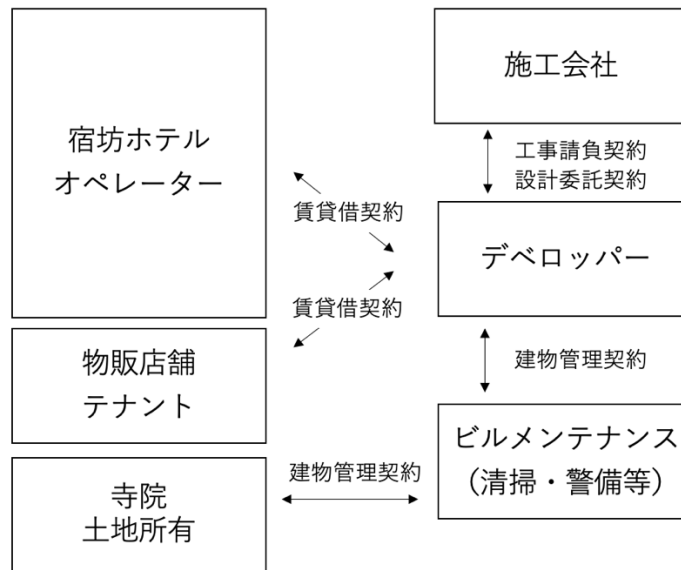 宿坊ホテル
オペレーター
施工会社
工事請負契約
設計委託契約
賃貸借契約
デベロッパー
賃貸借契約
物販店舗
テナント
建物管理契約
ビルメンテナンス
（清掃・警備等）
建物管理契約
寺院
土地所有